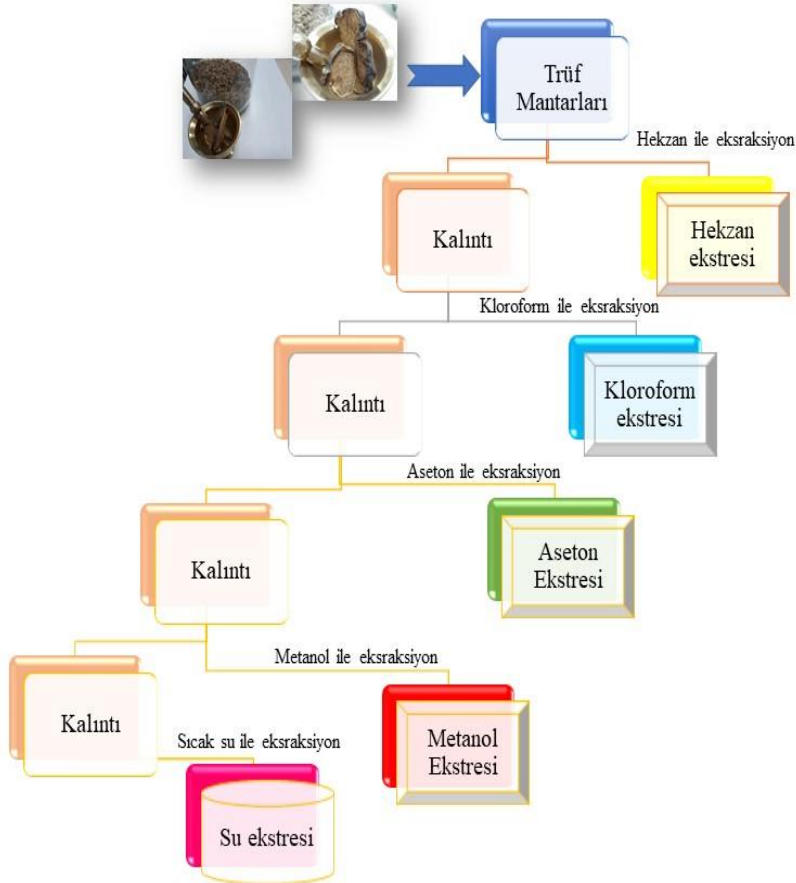 Trüf
Mantarları
Hekzan ile eksraksiyon
Kalıntı
Hekzan
ekstresi
Kloroform ile eksraksiyon
Kalıntı
Kloroform
ekstresi
Aseton ile eksraksiyon
Kalıntı
Aseton
Ekstresi
Metanol ile eksraksiyon
Kalıntı
Metanol
Ekstresi
Sıcak su ile eksraksiyon
Su ekstresi